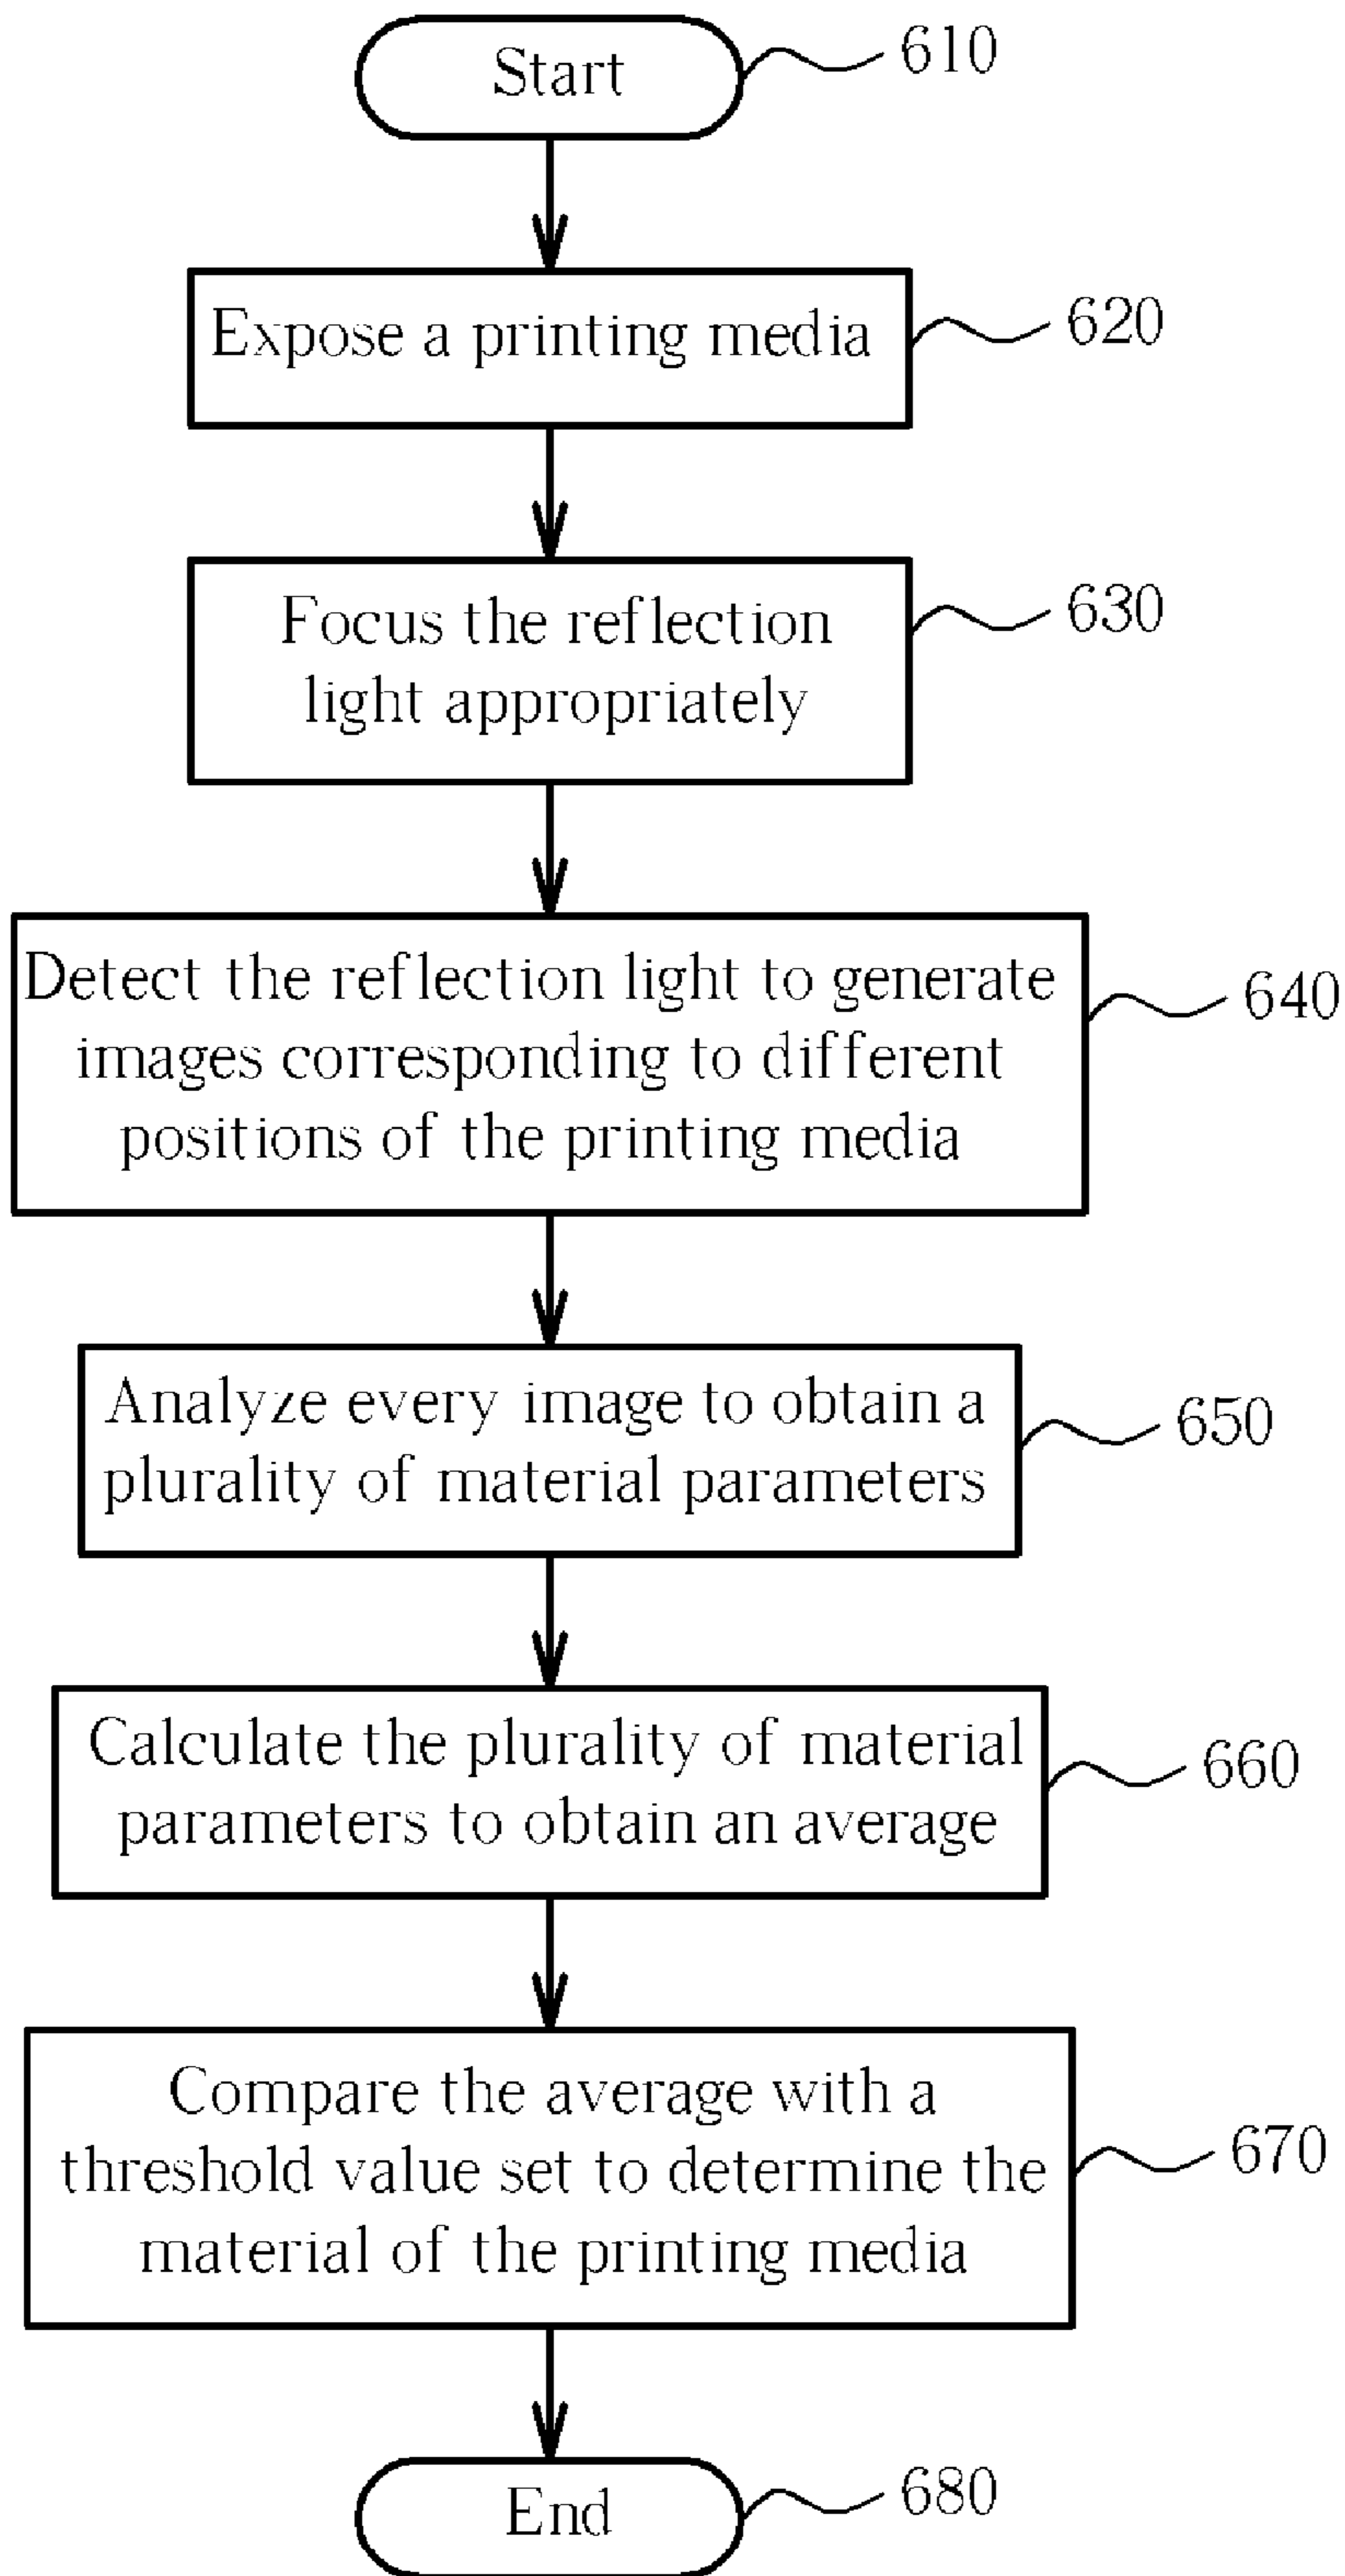 Start
610
Expose a printing media
620
Focus the reflection
light appropriately
630
Detect the reflection light to generate
images corresponding to different
positions of the printing media
640
Analyze every image to obtain a
plurality of material parameters
650
Calculate the plurality of material
parameters to obtain an average
660
Compare the average with a
threshold value set to determine the
material of the printing media
670
End
680